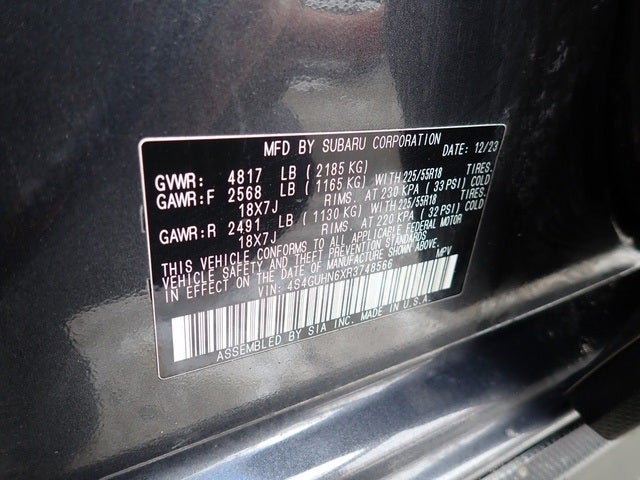 MFD BY SUBARU CORPORATION DATE: 12/23
GVWR: 4817 LB (2185 KG)
GAWR:F 2568 LB (1165 KG) WITH 225/55R18 TIRES.
18X7J RIMS. AT 230 KPA (33 PSI) COLD
GAWR:R 2491 LB (1130 KG) WITH 225/55R18 TIRES.
18X7J RIMS. AT 220 KPA (32 PSI) COLD
THIS VEHICLE CONFORMS TO ALL APPLICABLE FEDERAL MOTOR
VEHICLE SAFETY AND THEFT PREVENTION STANDARDS
IN EFFECT ON THE DATE OF MANUFACTURE SHOWN ABOVE.
VIN: 4S4GUHN6XR3748566 MPV
ASSEMBLED BY SIA INC. MADE IN U.S.A.